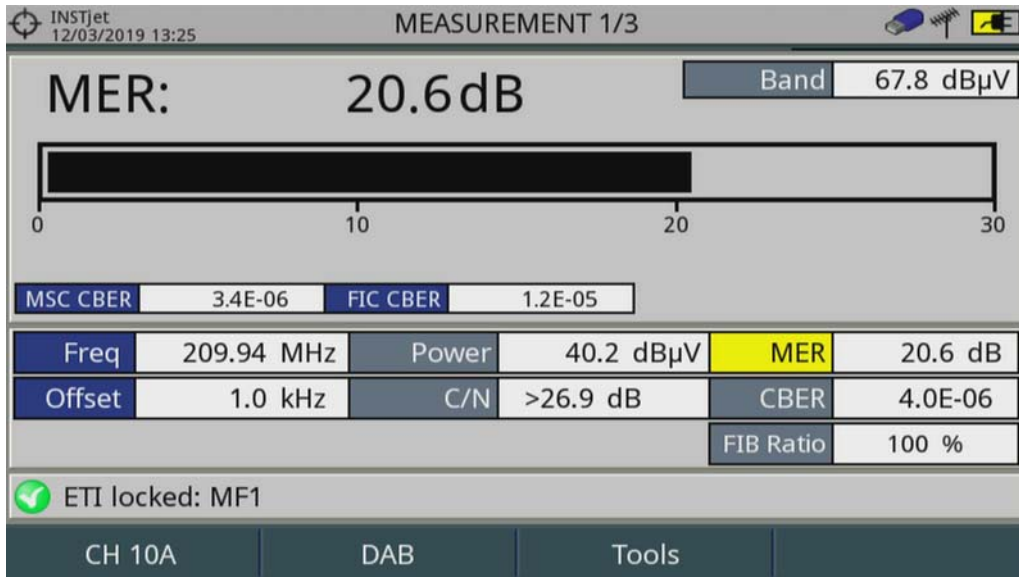 INSTjet
12/03/2019 13:25
MEASUREMENT 1/3
MER: 20.6 dB
Band 67.8 dBµV
0 10 20 30
MSC CBER 3.4E-06 FIC CBER 1.2E-05
Freq 209.94 MHz Power 40.2 dBµV MER 20.6 dB
Offset 1.0 kHz C/N >26.9 dB CBER 4.0E-06
FIB Ratio 100 %
ETI locked: MF1
CH 10A DAB Tools